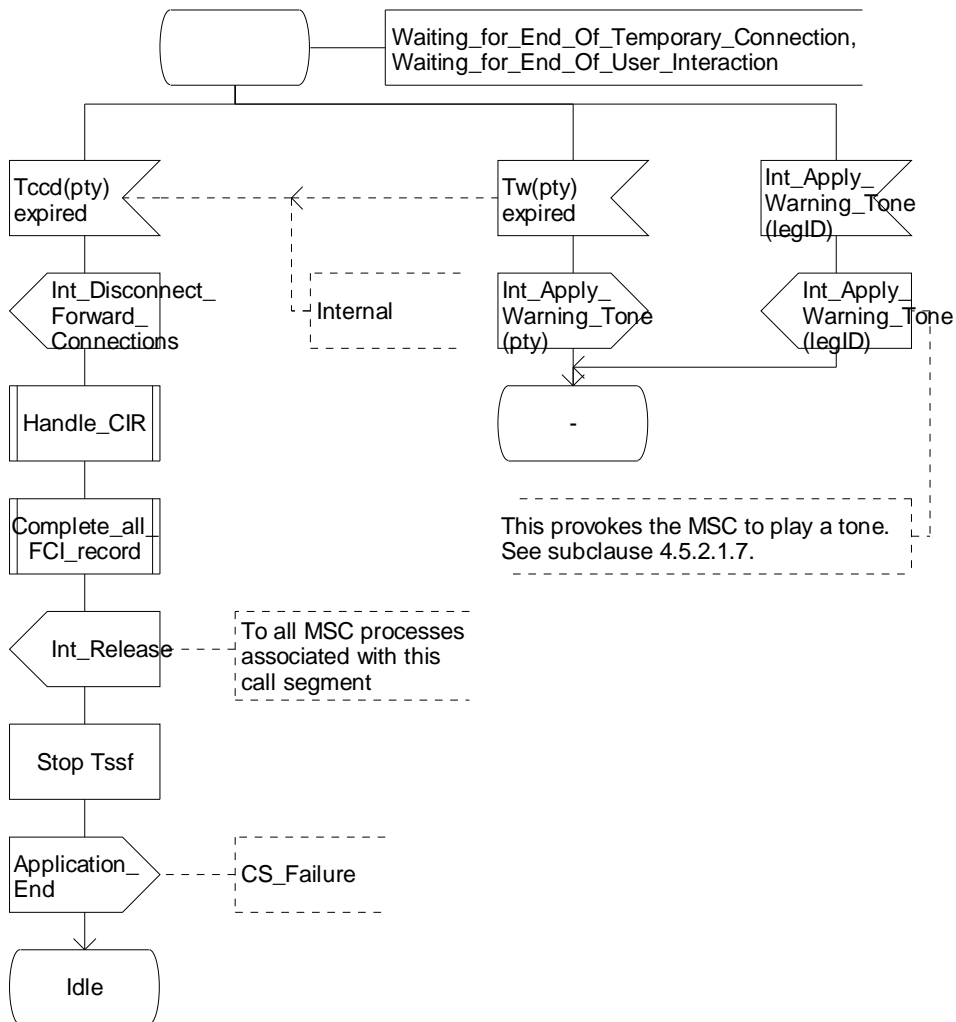 Waiting_for_End_Of_Temporary_Connection,
Waiting_for_End_Of_User_Interaction
Tccd(pty)
expired
Tw(pty)
expired
Int_Apply_
Warning_Tone
(legID)
Int_Disconnect_
Forward_
Connections
Internal
Int_Apply_
Warning_Tone
(pty)
Int_Apply_
Warning_Tone
(legID)
Handle_CIR
-
Complete_all_
FCI_record
This provokes the MSC to play a tone.
See subclause 4.5.2.1.7.
Int_Release
To all MSC processes
associated with this
call segment
Stop Tssf
Application_
End
CS_Failure
Idle